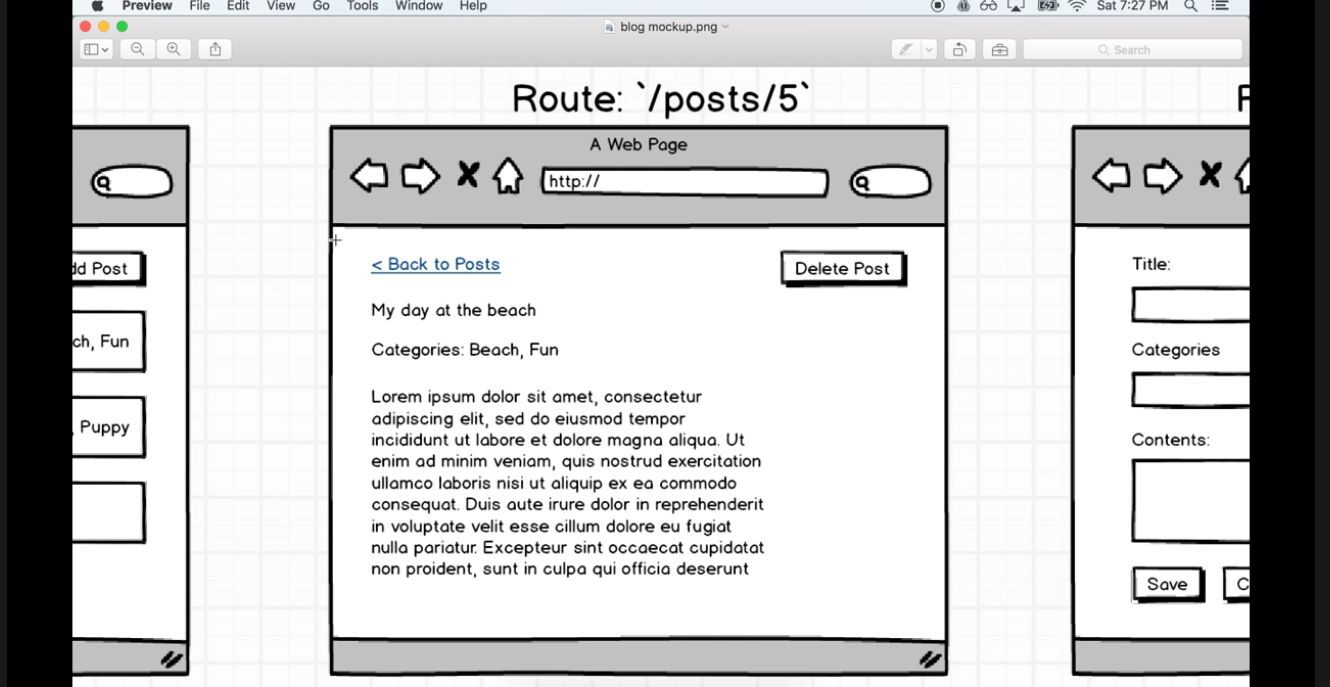 Preview File Edit View Go Tools Window Help Sat 7:27 PM
blog mockup.png
Search
Route: `/posts/5`
A Web Page
http://
dd Post
ch, Fun
, Puppy
< Back to Posts
Delete Post
My day at the beach
Categories: Beach, Fun
Lorem ipsum dolor sit amet, consectetur
adipiscing elit, sed do eiusmod tempor
incididunt ut labore et dolore magna aliqua. Ut
enim ad minim veniam, quis nostrud exercitation
ullamco laboris nisi ut aliquip ex ea commodo
consequat. Duis aute irure dolor in reprehenderit
in voluptate velit esse cillum dolore eu fugiat
nulla pariatur. Excepteur sint occaecat cupidatat
non proident, sunt in culpa qui officia deserunt
Title:
Categories
Contents:
Save
C